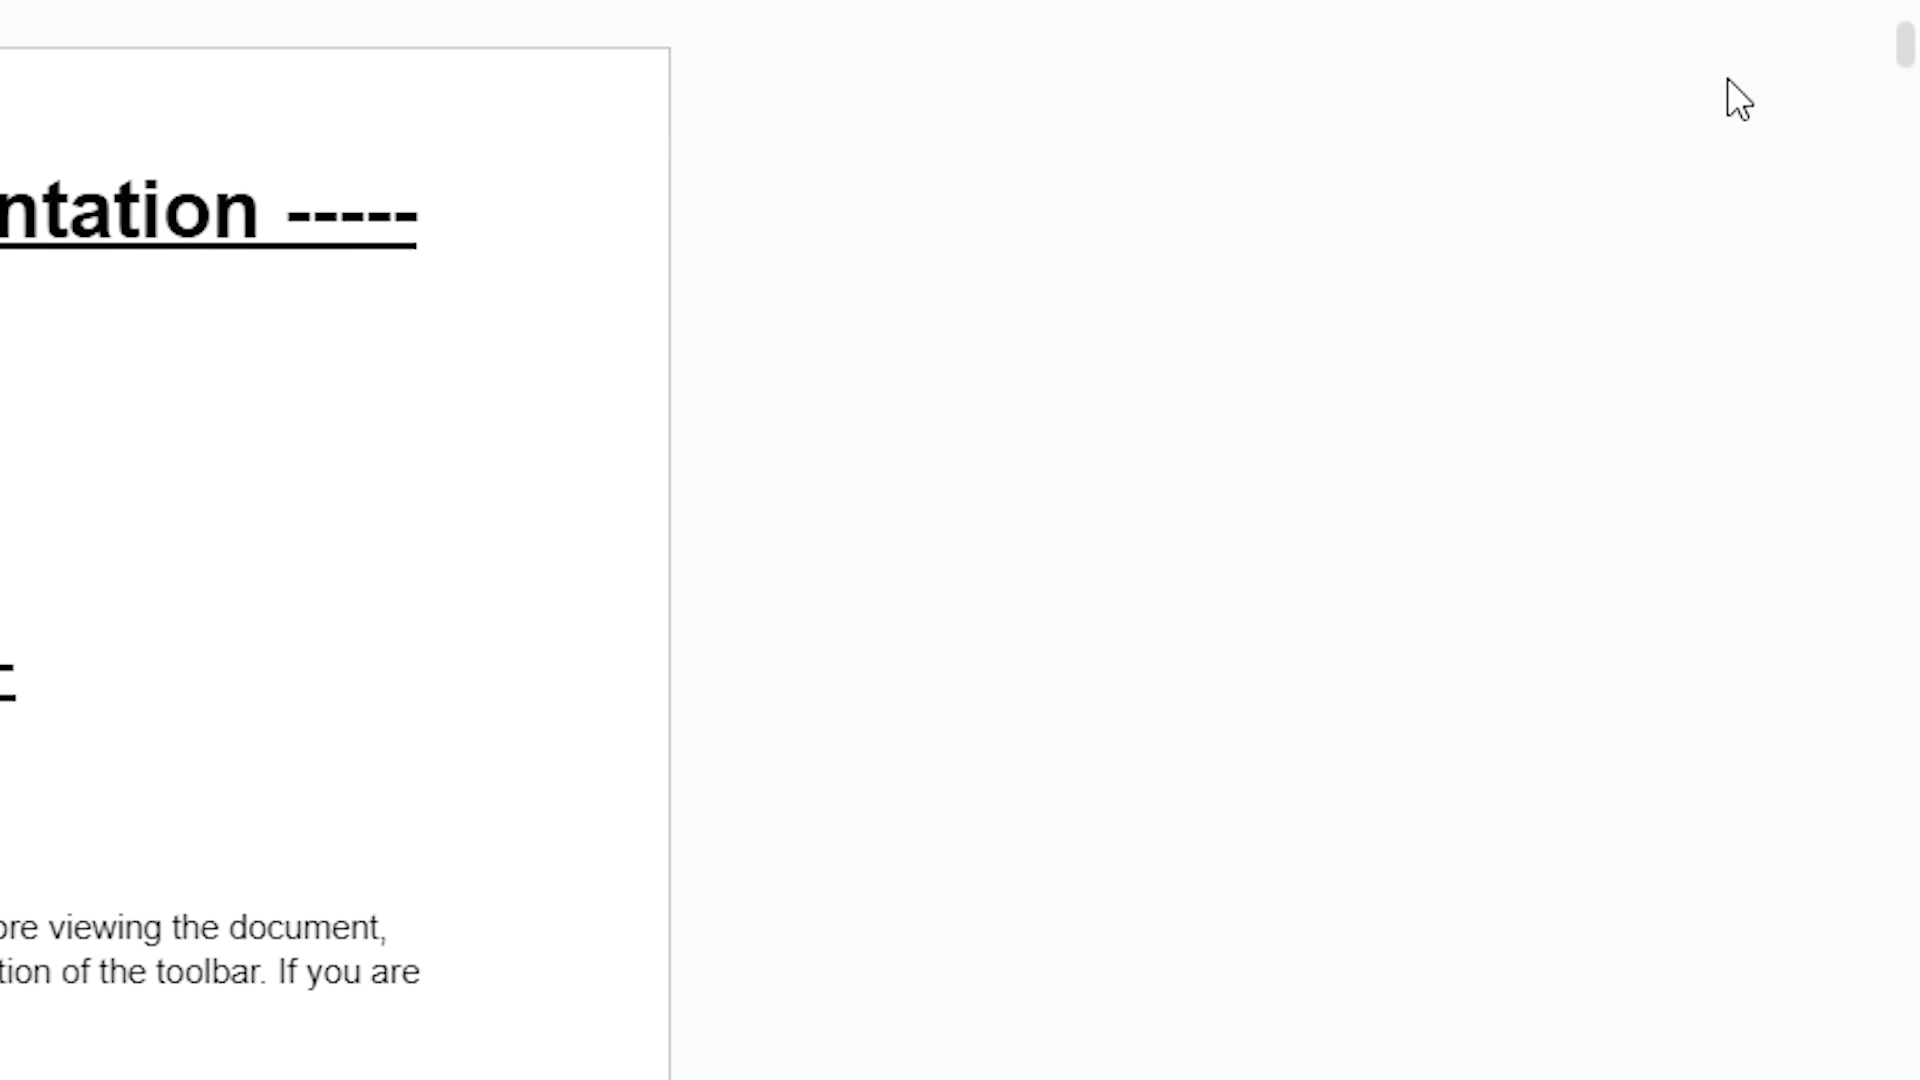 ntation -----
-
ore viewing the document,
tion of the toolbar. If you are